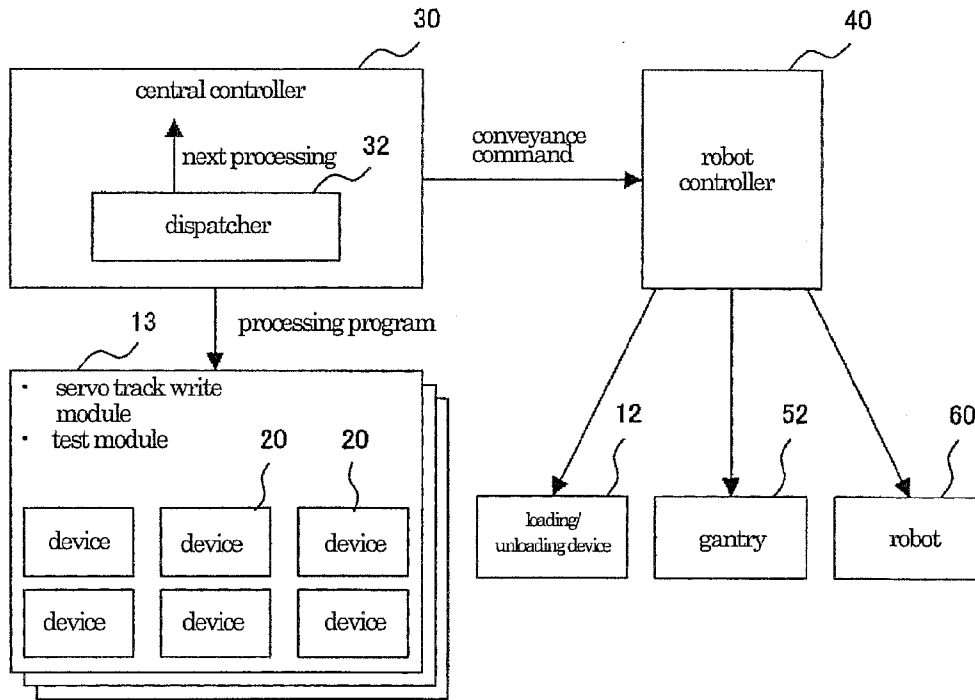 30
central controller
next processing
32
dispatcher
conveyance
command
40
robot
controller
processing program
13
· servo track write
module
· test module
20
20
device
device
device
device
device
device
12
loading/
unloading device
52
gantry
60
robot